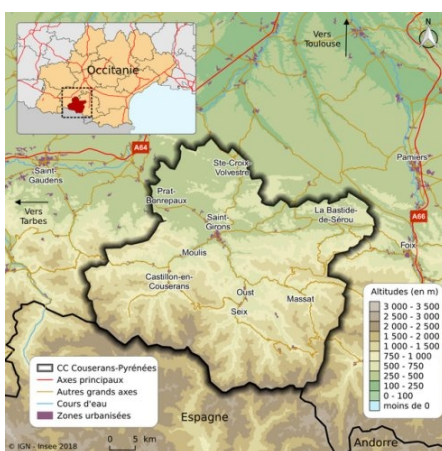 Vers
Toulouse
N
Occitanie
A64
Ste-Croix
Volvestre
Pamiers
Saint-
Gaudens
Prat-
Bonrepaux
La Bastide-
de-Sérou
A66
Vers
Tarbes
Saint-
Girons
Foix
Moulis
Castillon-en-
Couserans
Oust
Massat
Seix
Altitudes (en m)
3 000 - 3 500
2 500 - 3 000
2 000 - 2 500
1 500 - 2 000
1 000 - 1 500
750 - 1 000
500 - 750
250 - 500
100 - 250
0 - 100
moins de 0
CC Couserans-Pyrénées
Axes principaux
Autres grands axes
Cours d'eau
Zones urbanisées
Espagne
Andorre
© IGN - Insee 2018
0 5 km